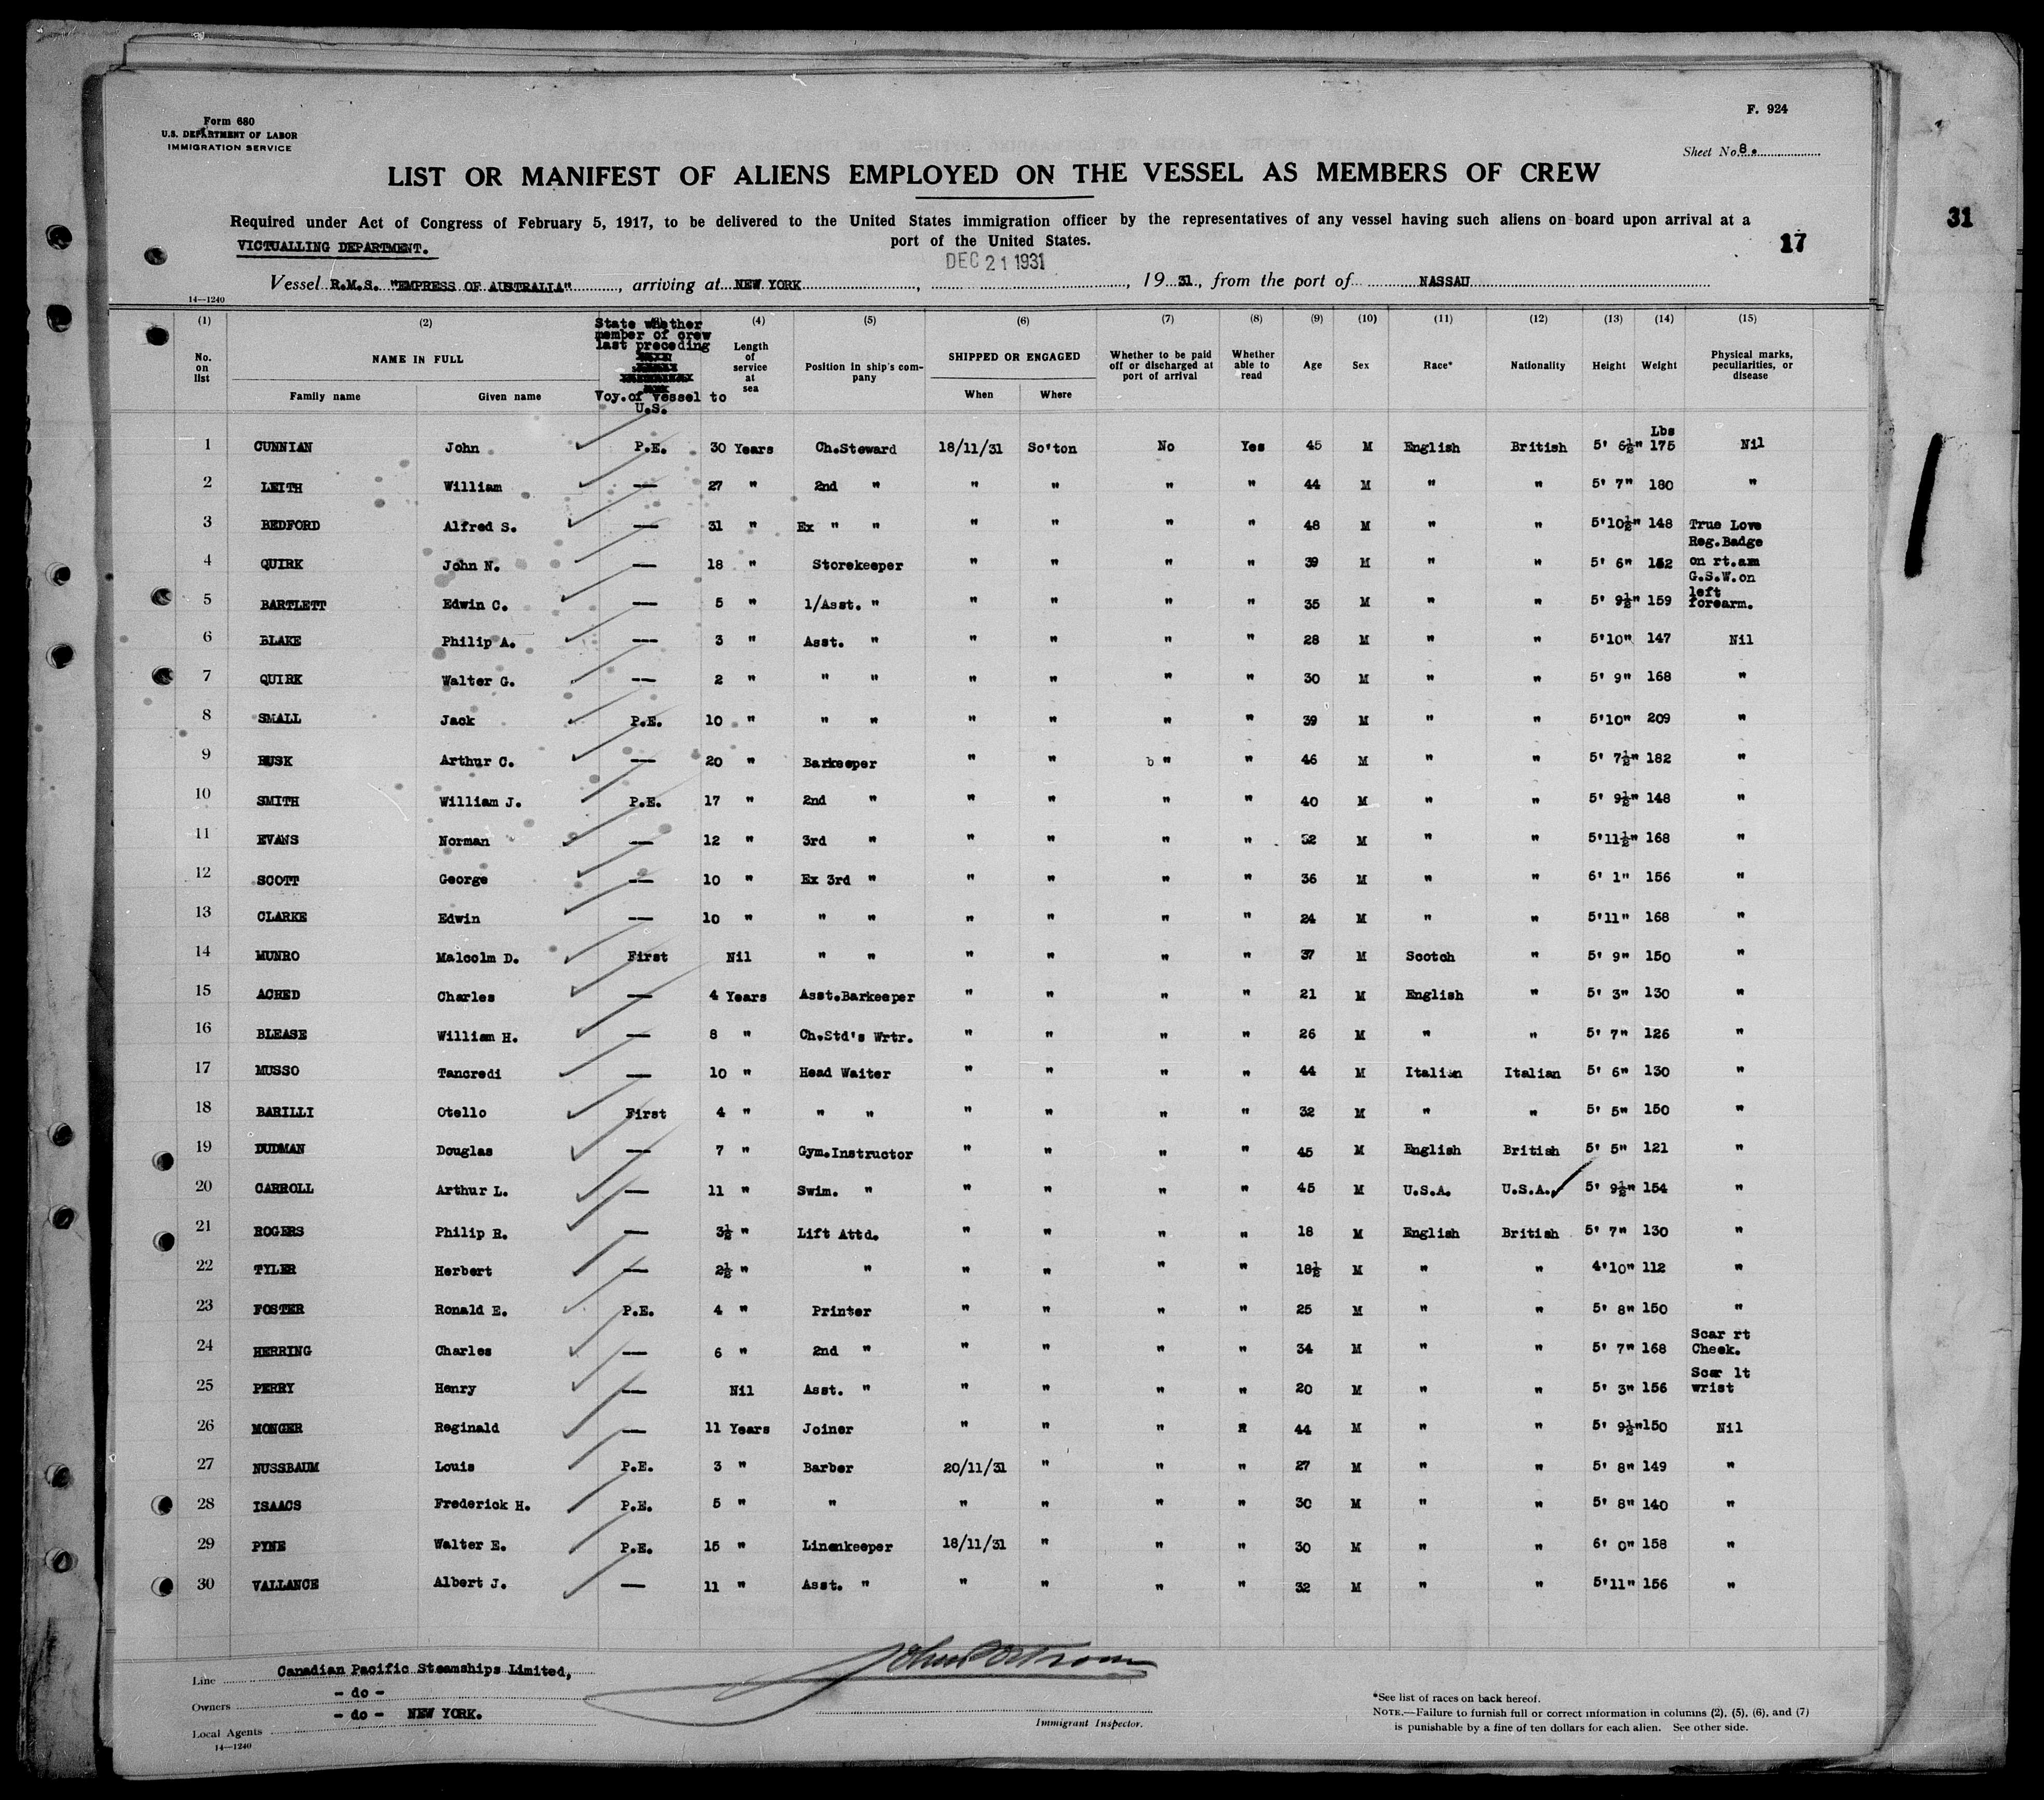 F. 924
Form 680
U.S. DEPARTMENT OF LABOR
IMMIGRATION SERVICE
Sheet No. 8.
LIST OR MANIFEST OF ALIENS EMPLOYED ON THE VESSEL AS MEMBERS OF CREW
Required under Act of Congress of February 5, 1917, to be delivered to the United States immigration officer by the representatives of any vessel having such aliens on board upon arrival at a
port of the United States.
31
17
VICTUALLING DEPARTMENT.
DEC 21 1931
Vessel R.M.S. "EMPRESS OF AUSTRALIA", arriving at NEW YORK, , 19 31, from the port of NASSAU
14—1240
(1) (2) (4) (5) (6) (7) (8) (9) (10) (11) (12) (13) (14) (15)
No. on list
NAME IN FULL
Family name Given name
State whether member of crew last preceding Voy. of vessel to U.S.
Length of service at sea
Position in ship's company
SHIPPED OR ENGAGED
When Where
Whether to be paid off or discharged at port of arrival
Whether able to read
Age Sex Race* Nationality Height Weight
Physical marks, peculiarities, or disease
Lbs
1 CUNNIAN John P.E. 30 Years Ch.Steward 18/11/31 So'ton No Yes 45 M English British 5' 6½" 175 Nil
2 LEITH William — 27 " 2nd " " " " " 44 M " " 5' 7" 180 "
3 BEDFORD Alfred S. — 31 " Ex " " " " " " 48 M " " 5'10½" 148 True Love
Reg.Badge
4 QUIRK John N. — 18 " Storekeeper " " " " 39 M " " 5' 6" 152 on rt.am
G.S.W.on
left
5 BARTLETT Edwin C. — 5 " 1/Asst. " " " " " 35 M " " 5' 9½" 159 forearm.
6 BLAKE Philip A. — 3 " Asst. " " " " " 28 M " " 5'10" 147 Nil
7 QUIRK Walter G. — 2 " " " " " " " 30 M " " 5' 9" 168 "
8 SMALL Jack P.E. 10 " " " " " " " 39 M " " 5'10" 209 "
9 BUSK Arthur C. — 20 " Barkeeper " " b " " 46 M " " 5' 7½" 182 "
10 SMITH William J. P.E. 17 " 2nd " " " " " 40 M " " 5' 9½" 148 "
11 EVANS Norman — 12 " 3rd " " " " " 32 M " " 5'11½" 168 "
12 SCOTT George — 10 " Ex 3rd " " " " " 36 M " " 6' 1" 156 "
13 CLARKE Edwin — 10 " " " " " " " 24 M " " 5'11" 168 "
14 MUNRO Malcolm D. First Nil " " " " " " 37 M Scotch " 5' 9" 150 "
15 ACRED Charles — 4 Years Asst.Barkeeper " " " " 21 M English " 5' 3" 130 "
16 BLEASE William H. — 8 " Ch.Std's Wrtr. " " " " 26 M " " 5' 7" 126 "
17 MUSSO Tancredi — 10 " Head Waiter " " " " 44 M Italian Italian 5' 6" 130 "
18 BARILLI Otello First 4 " " " " " " " 32 M " " 5' 5" 150 "
19 DUDMAN Douglas — 7 " Gym.Instructor " " " " 45 M English British 5' 5" 121 "
20 CARROLL Arthur L. — 11 " Swim. " " " " " 45 M U.S.A. U.S.A. 5' 9½" 154 "
21 ROGERS Philip R. — 3½ " Lift Attd. " " " " 18 M English British 5' 7" 130 "
22 TYLER Herbert — 2½ " " " " " " 18½ M " " 4'10" 112 "
23 FOSTER Ronald E. P.E. 4 " Printer " " " " 25 M " " 5' 8" 150 "
Scar rt
24 HERRING Charles — 6 " 2nd " " " " " 34 M " " 5' 7" 168 Cheek.
Scar lt
25 PERRY Henry — Nil Asst. " " " " " 20 M " " 5' 3" 156 wrist
26 MONGER Reginald — 11 Years Joiner " " " " 44 M " " 5' 9½" 150 Nil
27 NUSSBAUM Louis P.E. 3 " Barber 20/11/31 " " " 27 M " " 5' 8" 149 "
28 ISAACS Frederick H. P.E. 5 " " " " " " 30 M " " 5' 8" 140 "
29 PYNE Walter E. P.E. 15 " Linenkeeper 18/11/31 " " " 30 M " " 6' 0" 158 "
30 VALLANCE Albert J. — 11 " Asst. " " " " " 32 M " " 5'11" 156 "
Line Canadian Pacific Steamships Limited,
Owners - do -
Local Agents - do - NEW YORK.
14—1240
Immigrant Inspector.
*See list of races on back hereof.
NOTE.—Failure to furnish full or correct information in columns (2), (5), (6), and (7)
is punishable by a fine of ten dollars for each alien. See other side.